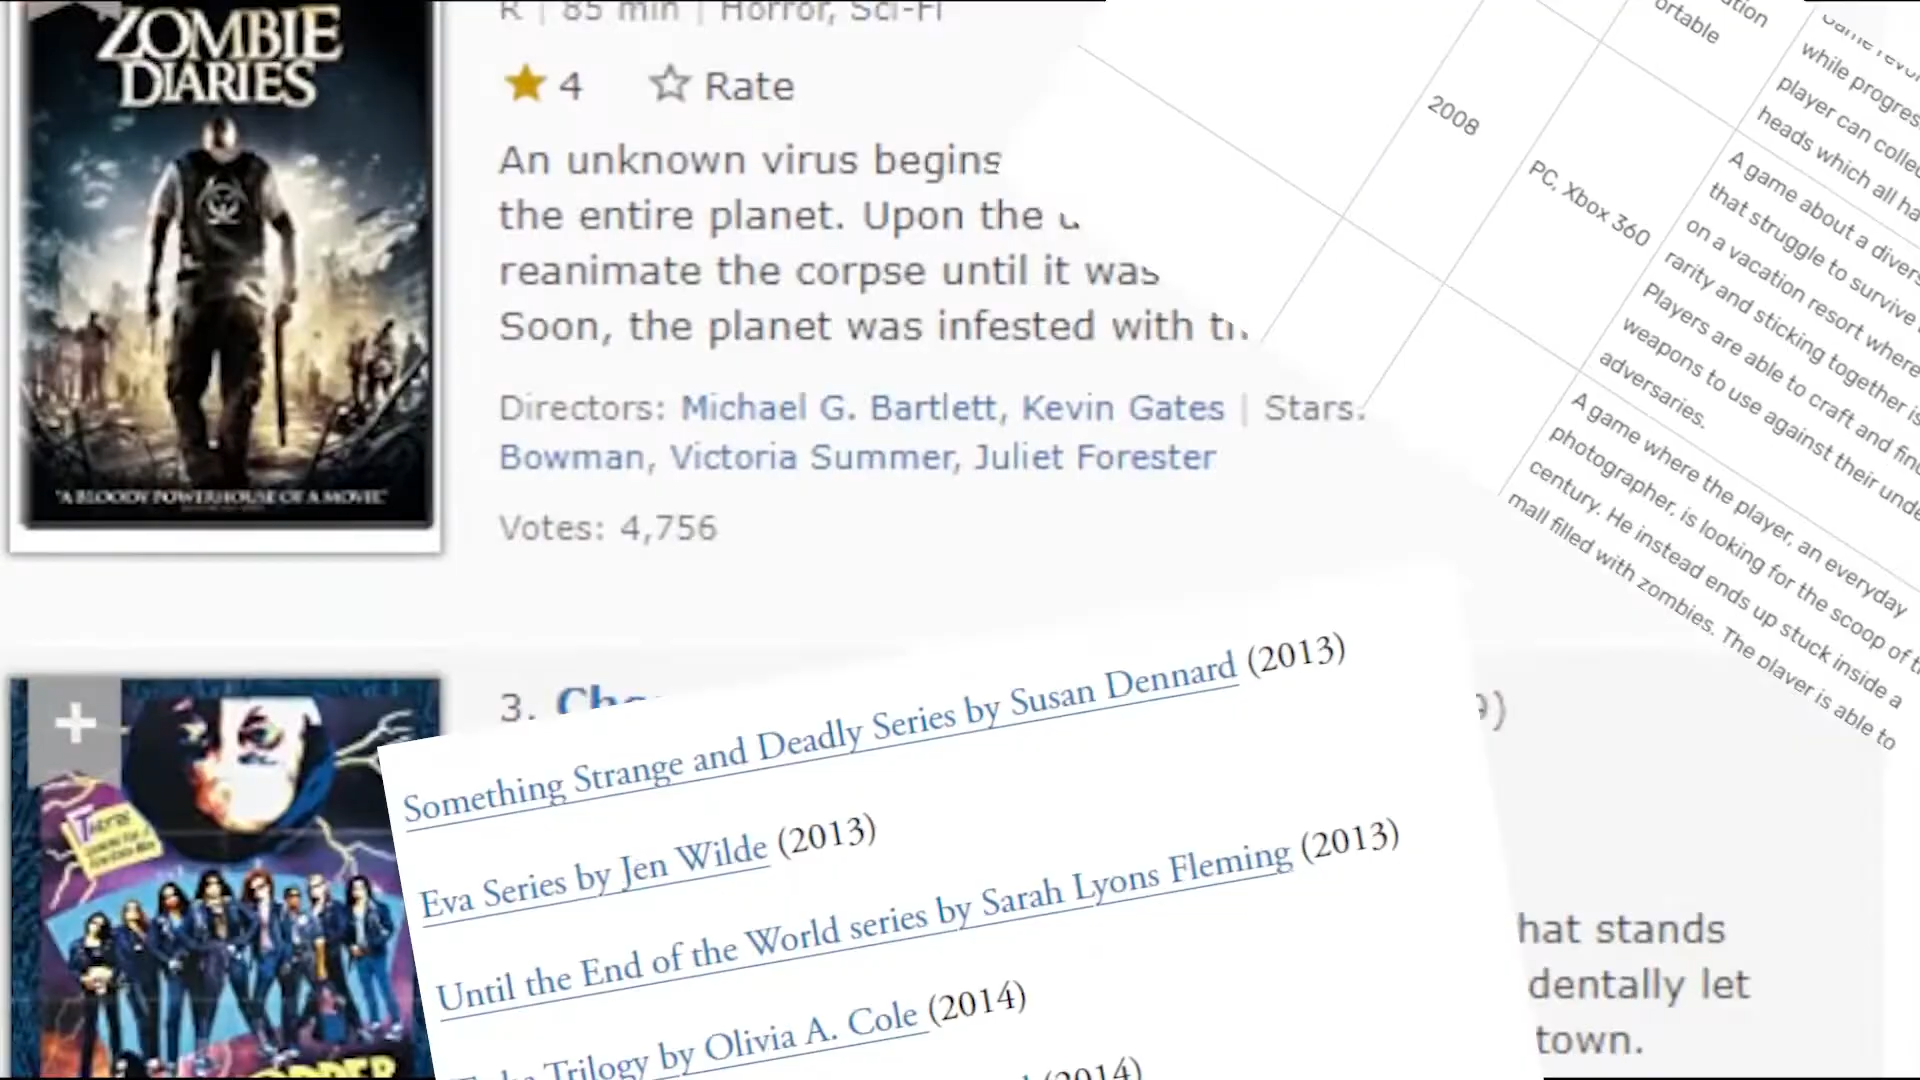 ZOMBIE
DIARIES
"A BLOODY POWERHOUSE OF A MOVIE"
R | 85 min | Horror, Sci-Fi
4 Rate
An unknown virus begins
the entire planet. Upon the
reanimate the corpse until it was
Soon, the planet was infested with
Directors: Michael G. Bartlett, Kevin Gates | Stars:
Bowman, Victoria Summer, Juliet Forester
Votes: 4,756
3.
9)
hat stands
dentally let
town.
Something Strange and Deadly Series by Susan Dennard (2013)
Eva Series by Jen Wilde (2013)
Until the End of the World series by Sarah Lyons Fleming (2013)
Trilogy by Olivia A. Cole (2014)
(2014)
2008
PC, Xbox 360
ortable
while progres
player can collec
heads which all ha
A game about a divers
that struggle to survive
on a vacation resort where
rarity and sticking together is
Players are able to craft and find
weapons to use against their unde
adversaries.
A game where the player, an everyday
photographer, is looking for the scoop of t
century. He instead ends up stuck inside a
mall filled with zombies. The player is able to